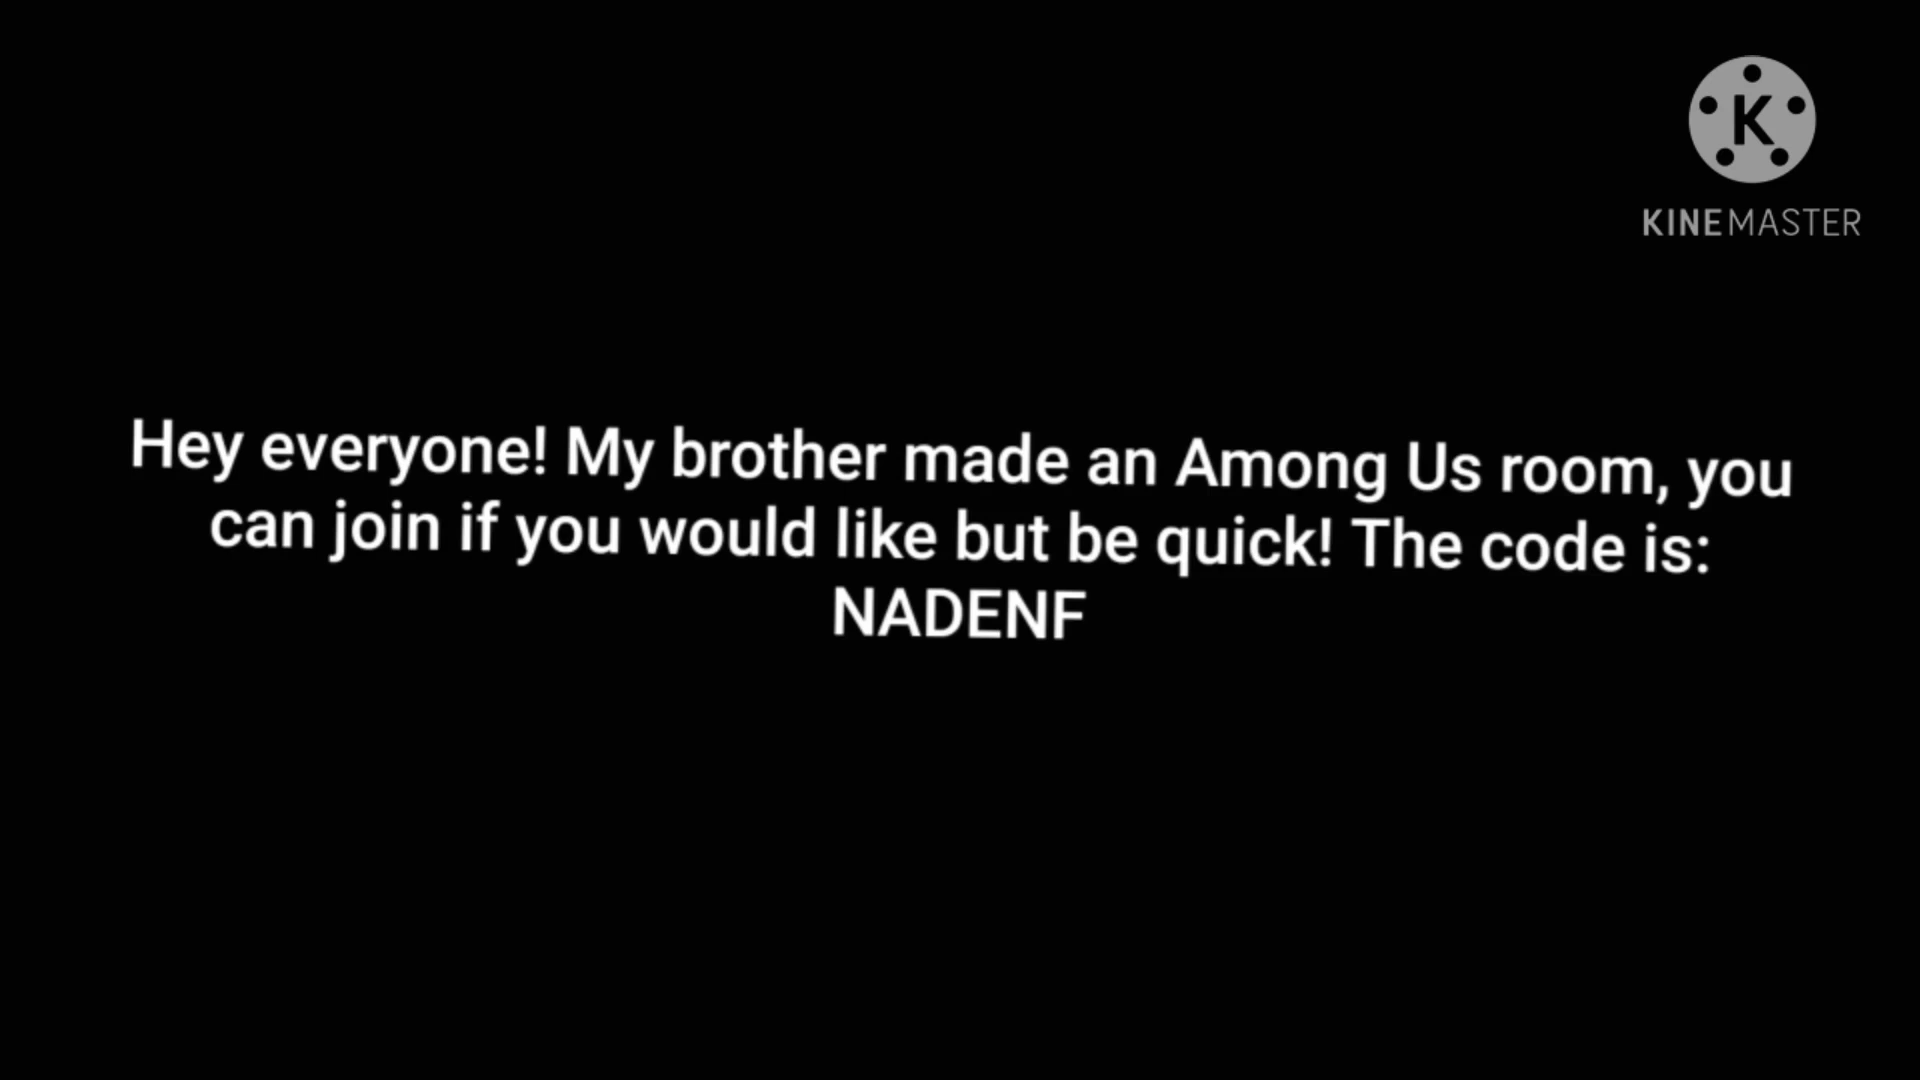 K
KINEMASTER
Hey everyone! My brother made an Among Us room, you
can join if you would like but be quick! The code is:
NADENF